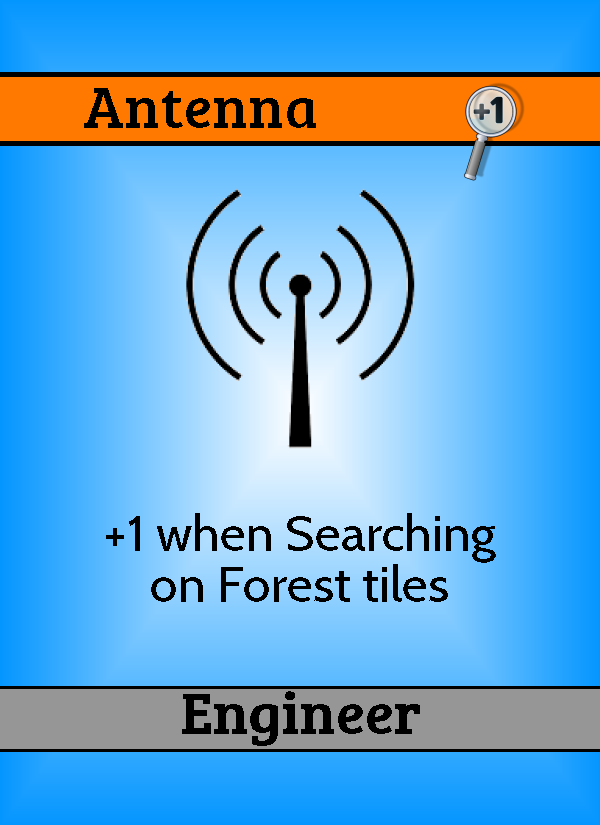 Antenna
+1
+1 when Searching
on Forest tiles
Engineer